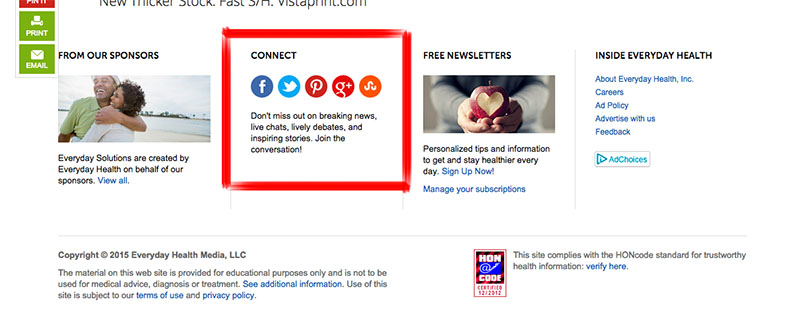 New Thicker Stock. Fast S/H. Vistaprint.com
PIN IT
PRINT
EMAIL
FROM OUR SPONSORS
Everyday Solutions are created by
Everyday Health on behalf of our
sponsors. View all.
CONNECT
Don't miss out on breaking news,
live chats, lively debates, and
inspiring stories. Join the
conversation!
FREE NEWSLETTERS
Personalized tips and information
to get and stay healthier every
day. Sign Up Now!
Manage your subscriptions
INSIDE EVERYDAY HEALTH
About Everyday Health, Inc.
Careers
Ad Policy
Advertise with us
Feedback
AdChoices
Copyright © 2015 Everyday Health Media, LLC
The material on this web site is provided for educational purposes only and is not to be
used for medical advice, diagnosis or treatment. See additional information. Use of this
site is subject to our terms of use and privacy policy.
HON
@
CODE
CERTIFIED
12/2012
This site complies with the HONcode standard for trustworthy
health information: verify here.